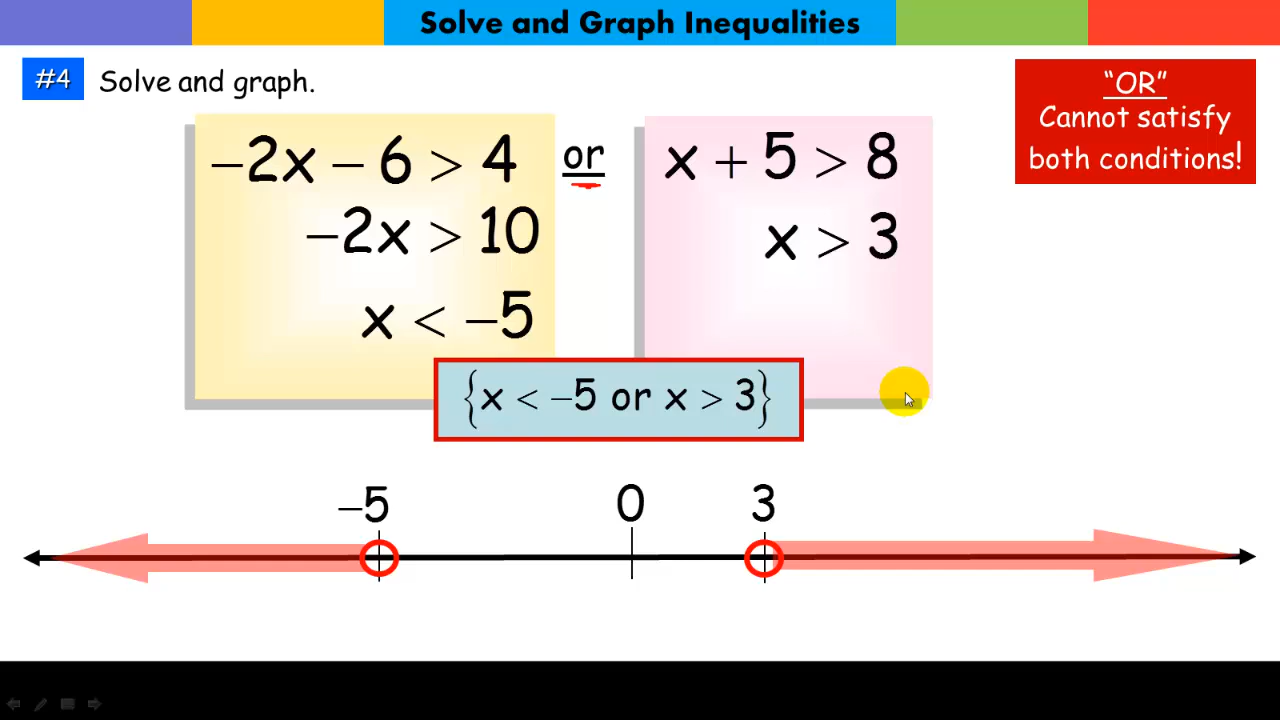 Solve and Graph Inequalities
#4 Solve and graph.
"OR"
Cannot satisfy
both conditions!
−2x − 6 > 4 or x + 5 > 8
−2x > 10
x > 3
x < −5
{x < −5 or x > 3}
−5 0 3